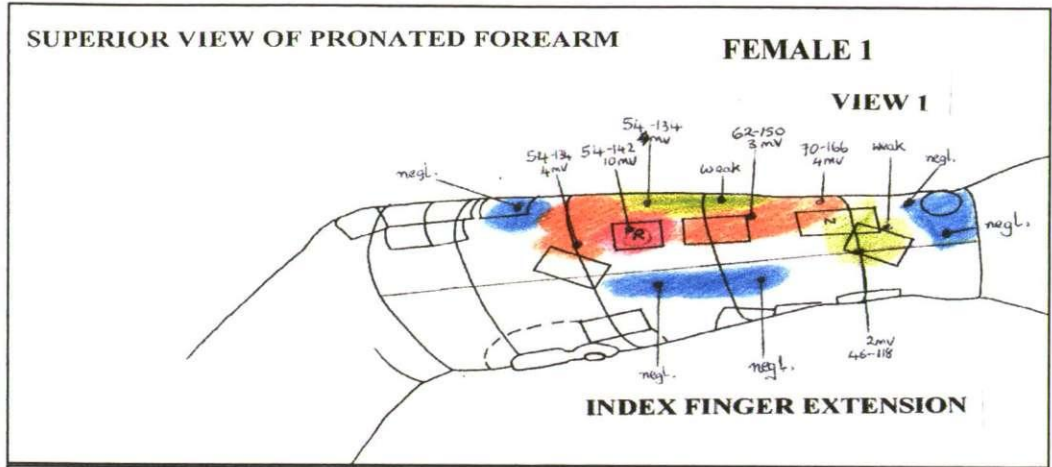 SUPERIOR VIEW OF PRONATED FOREARM
FEMALE 1
VIEW 1
negl.
54-134
4mV
54-142
10mV
54-134
mV
weak
62-150
3mV
70-166
4mV
weak
negl.
negl.
R
N
negl.
negl.
2mV
46-118
INDEX FINGER EXTENSION